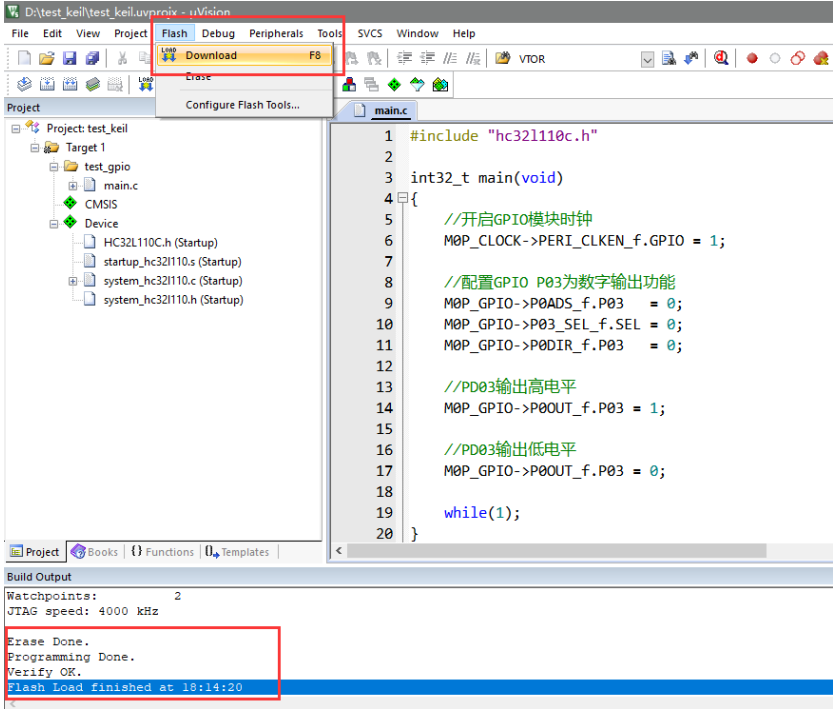 D:\test_keil\test_keil.uvprojx - µVision
File Edit View Project Flash Debug Peripherals Tools SVCS Window Help
LOAD Download F8
VTOR
Erase
LOAD
Configure Flash Tools...
Project
main.c
Project: test_keil
Target 1
test_gpio
main.c
CMSIS
Device
HC32L110C.h (Startup)
startup_hc32l110.s (Startup)
system_hc32l110.c (Startup)
system_hc32l110.h (Startup)
1 #include "hc32l110c.h"
2
3 int32_t main(void)
4 {
5 //开启GPIO模块时钟
6 M0P_CLOCK->PERI_CLKEN_f.GPIO = 1;
7
8 //配置GPIO P03为数字输出功能
9 M0P_GPIO->P0ADS_f.P03 = 0;
10 M0P_GPIO->P03_SEL_f.SEL = 0;
11 M0P_GPIO->P0DIR_f.P03 = 0;
12
13 //PD03输出高电平
14 M0P_GPIO->P0OUT_f.P03 = 1;
15
16 //PD03输出低电平
17 M0P_GPIO->P0OUT_f.P03 = 0;
18
19 while(1);
20 }
Project Books {} Functions 0 Templates
Build Output
Watchpoints: 2
JTAG speed: 4000 kHz
Erase Done.
Programming Done.
Verify OK.
Flash Load finished at 18:14:20